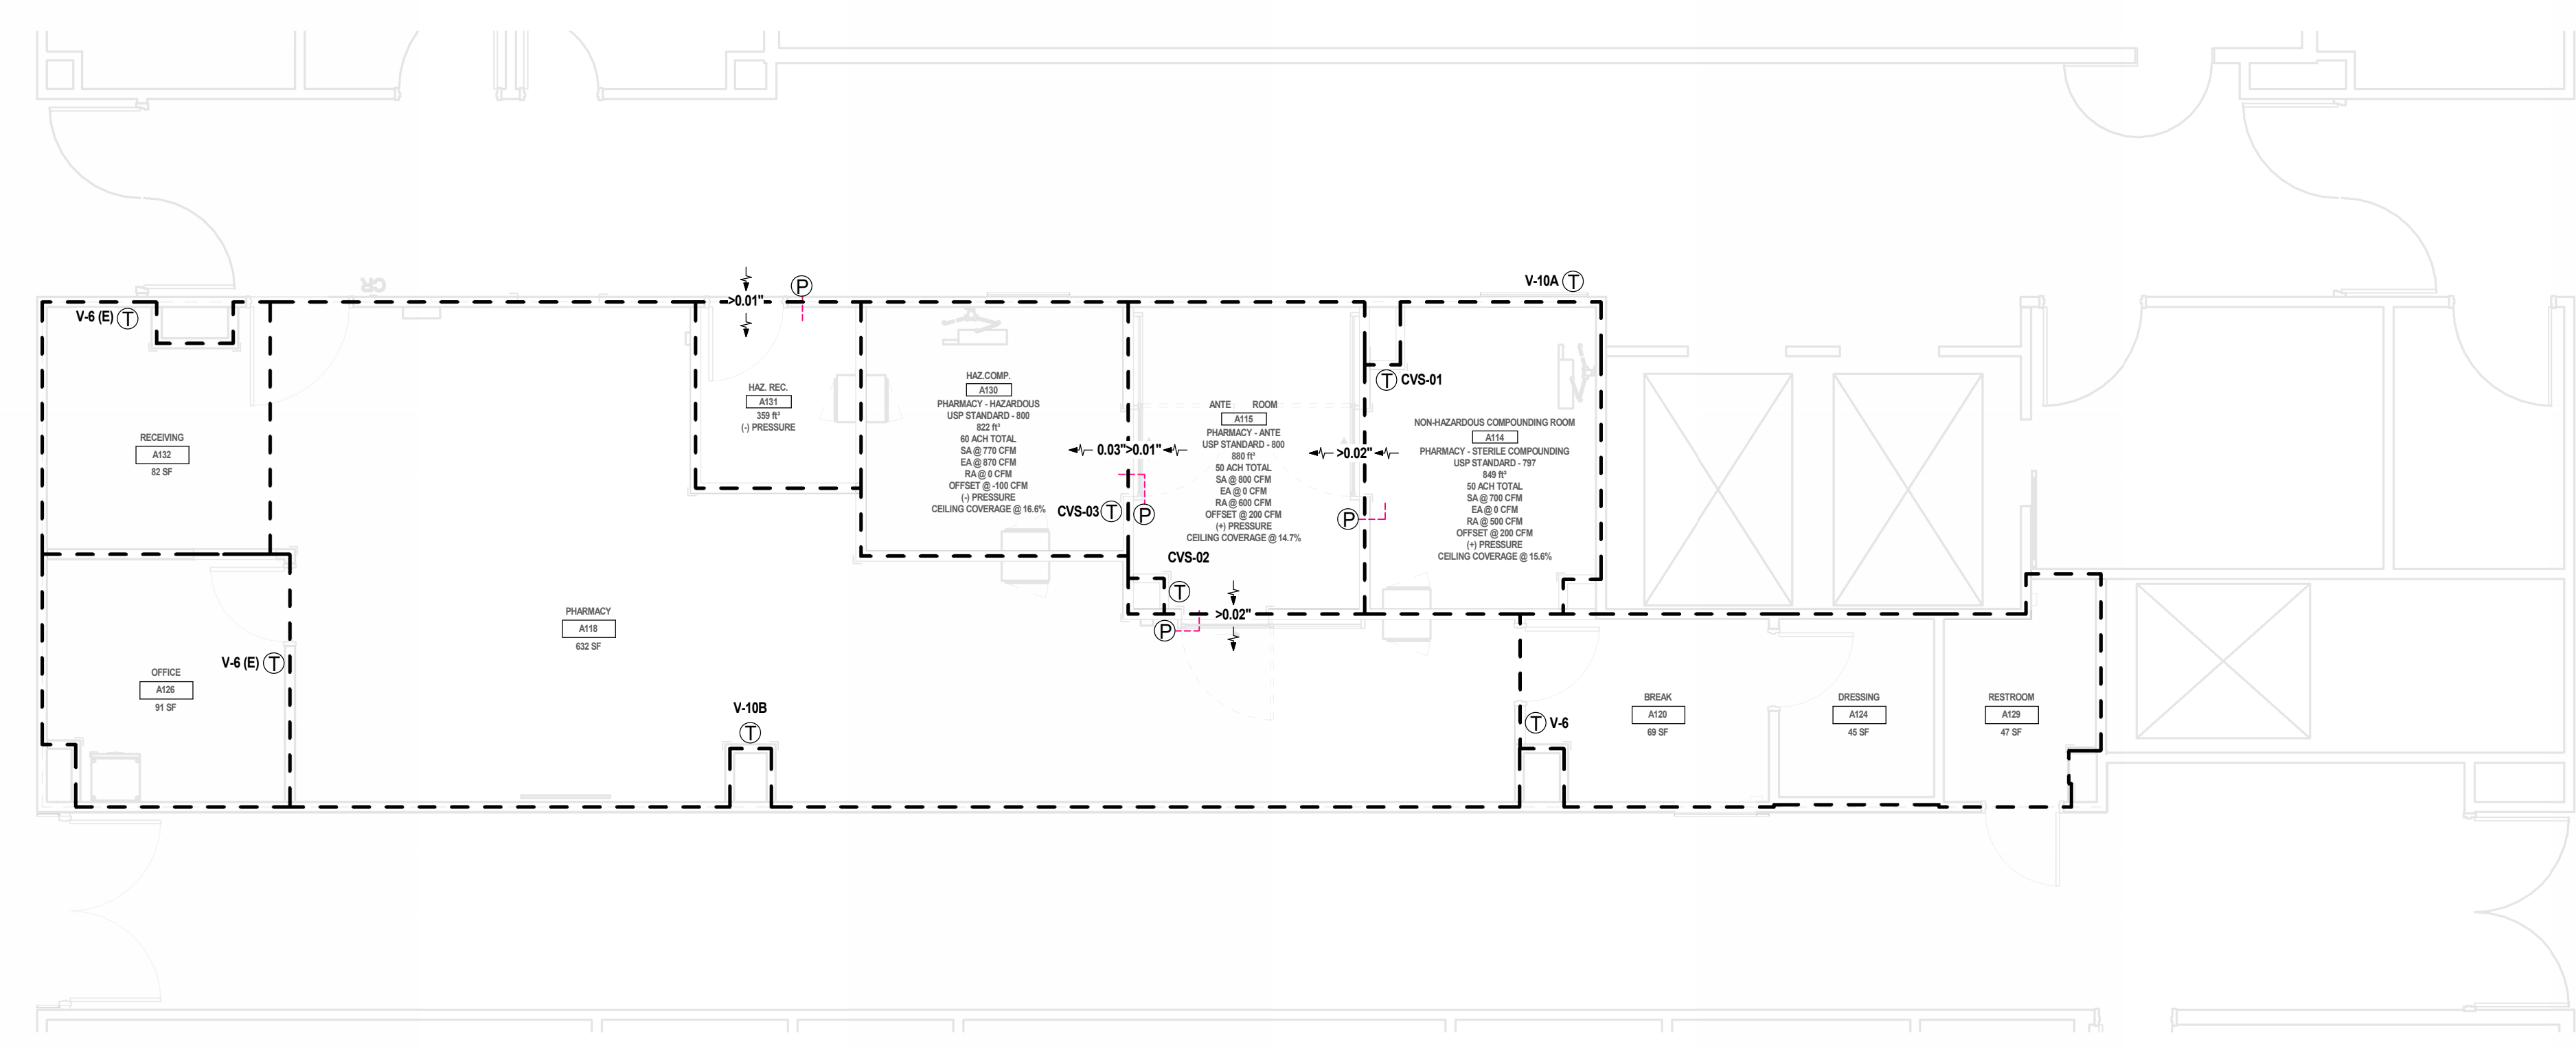 CR
V-10A T
P
>0.01"
V-6 (E) T
HAZ. REC.
A131
359 ft³
(-) PRESSURE
HAZ.COMP.
A130
PHARMACY - HAZARDOUS
USP STANDARD - 800
822 ft³
60 ACH TOTAL
SA @ 770 CFM
EA @ 870 CFM
RA @ 0 CFM
OFFSET @ -100 CFM
(-) PRESSURE
CEILING COVERAGE @ 16.6%
0.03">0.01"
CVS-03 T
P
ANTE ROOM
A115
PHARMACY - ANTE
USP STANDARD - 800
880 ft³
50 ACH TOTAL
SA @ 800 CFM
EA @ 0 CFM
RA @ 600 CFM
OFFSET @ 200 CFM
(+) PRESSURE
CEILING COVERAGE @ 14.7%
>0.02"
P
T CVS-01
NON-HAZARDOUS COMPOUNDING ROOM
A114
PHARMACY - STERILE COMPOUNDING
USP STANDARD - 797
849 ft³
50 ACH TOTAL
SA @ 700 CFM
EA @ 0 CFM
RA @ 500 CFM
OFFSET @ 200 CFM
(+) PRESSURE
CEILING COVERAGE @ 15.6%
RECEIVING
A132
82 SF
CVS-02
T
>0.02"
P
PHARMACY
A118
632 SF
V-6 (E) T
OFFICE
A126
91 SF
V-10B
T
T V-6
BREAK
A120
69 SF
DRESSING
A124
45 SF
RESTROOM
A129
47 SF